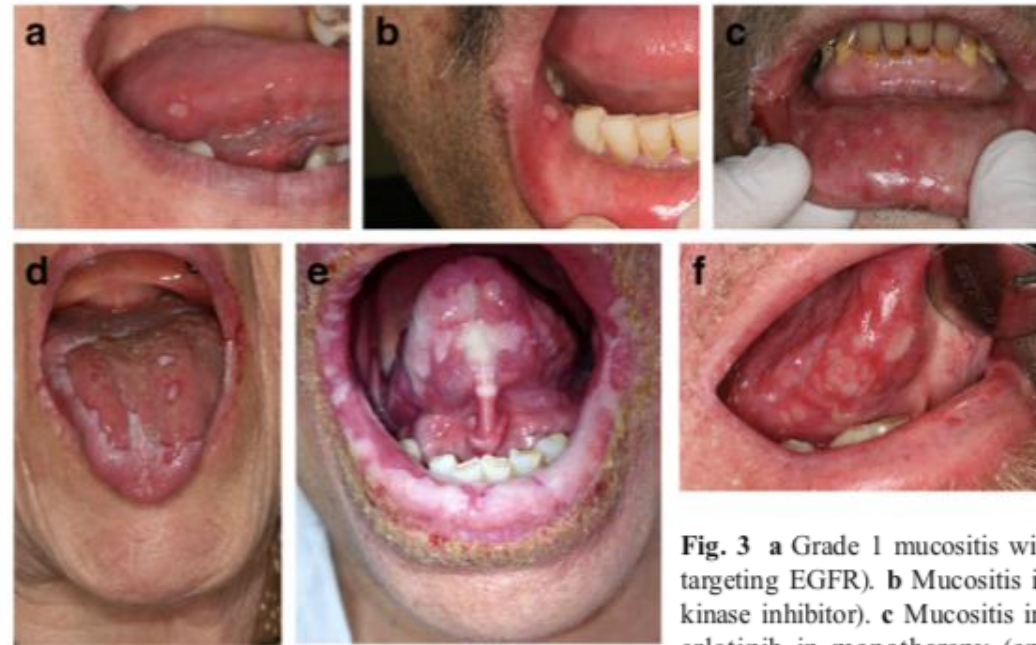 a
b
c
d
e
f
Fig. 3 a Grade 1 mucositis wi
targeting EGFR). b Mucositis i
kinase inhibitor). c Mucositis in